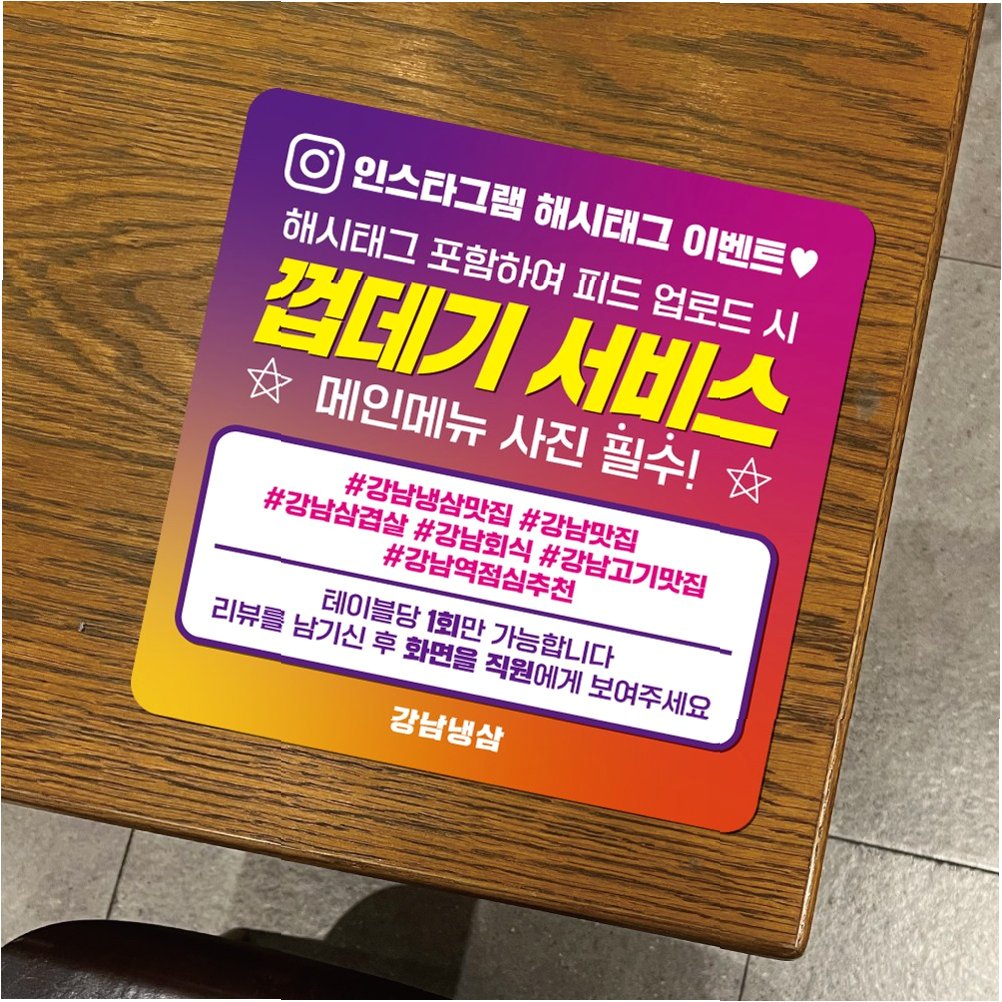 인스타그램 해시태그 이벤트♥
해시태그 포함하여 피드 업로드 시
껍데기 서비스
메인메뉴 사진 필수!
#강남냉삼맛집 #강남맛집
#강남삼겹살 #강남회식 #강남고기맛집
#강남역점심추천
테이블당 1회만 가능합니다
리뷰를 남기신 후 화면을 직원에게 보여주세요
강남냉삼